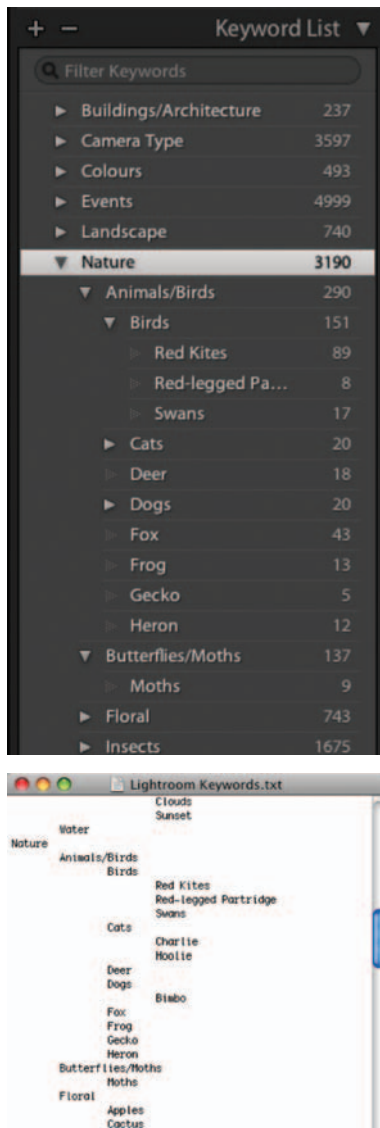 Keyword List
Filter Keywords
Buildings/Architecture 237
Camera Type 3597
Colours 493
Events 4999
Landscape 740
Nature 3190
Animals/Birds 290
Birds 151
Red Kites 89
Red-legged Pa... 8
Swans 17
Cats 20
Deer 18
Dogs 20
Fox 43
Frog 13
Gecko 5
Heron 12
Butterflies/Moths 137
Moths 9
Floral 743
Insects 1675
Lightroom Keywords.txt
Clouds
Sunset
Water
Nature
Animals/Birds
Birds
Red Kites
Red-legged Partridge
Swans
Cats
Charlie
Moolie
Deer
Dogs
Bimbo
Fox
Frog
Gecko
Heron
Butterflies/Moths
Moths
Floral
Apples
Cactus